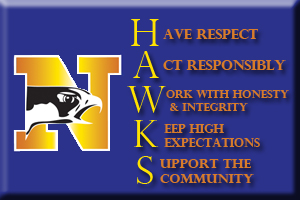 N
HAVE RESPECT
ACT RESPONSIBLY
WORK WITH HONESTY
& INTEGRITY
KEEP HIGH
EXPECTATIONS
SUPPORT THE
COMMUNITY